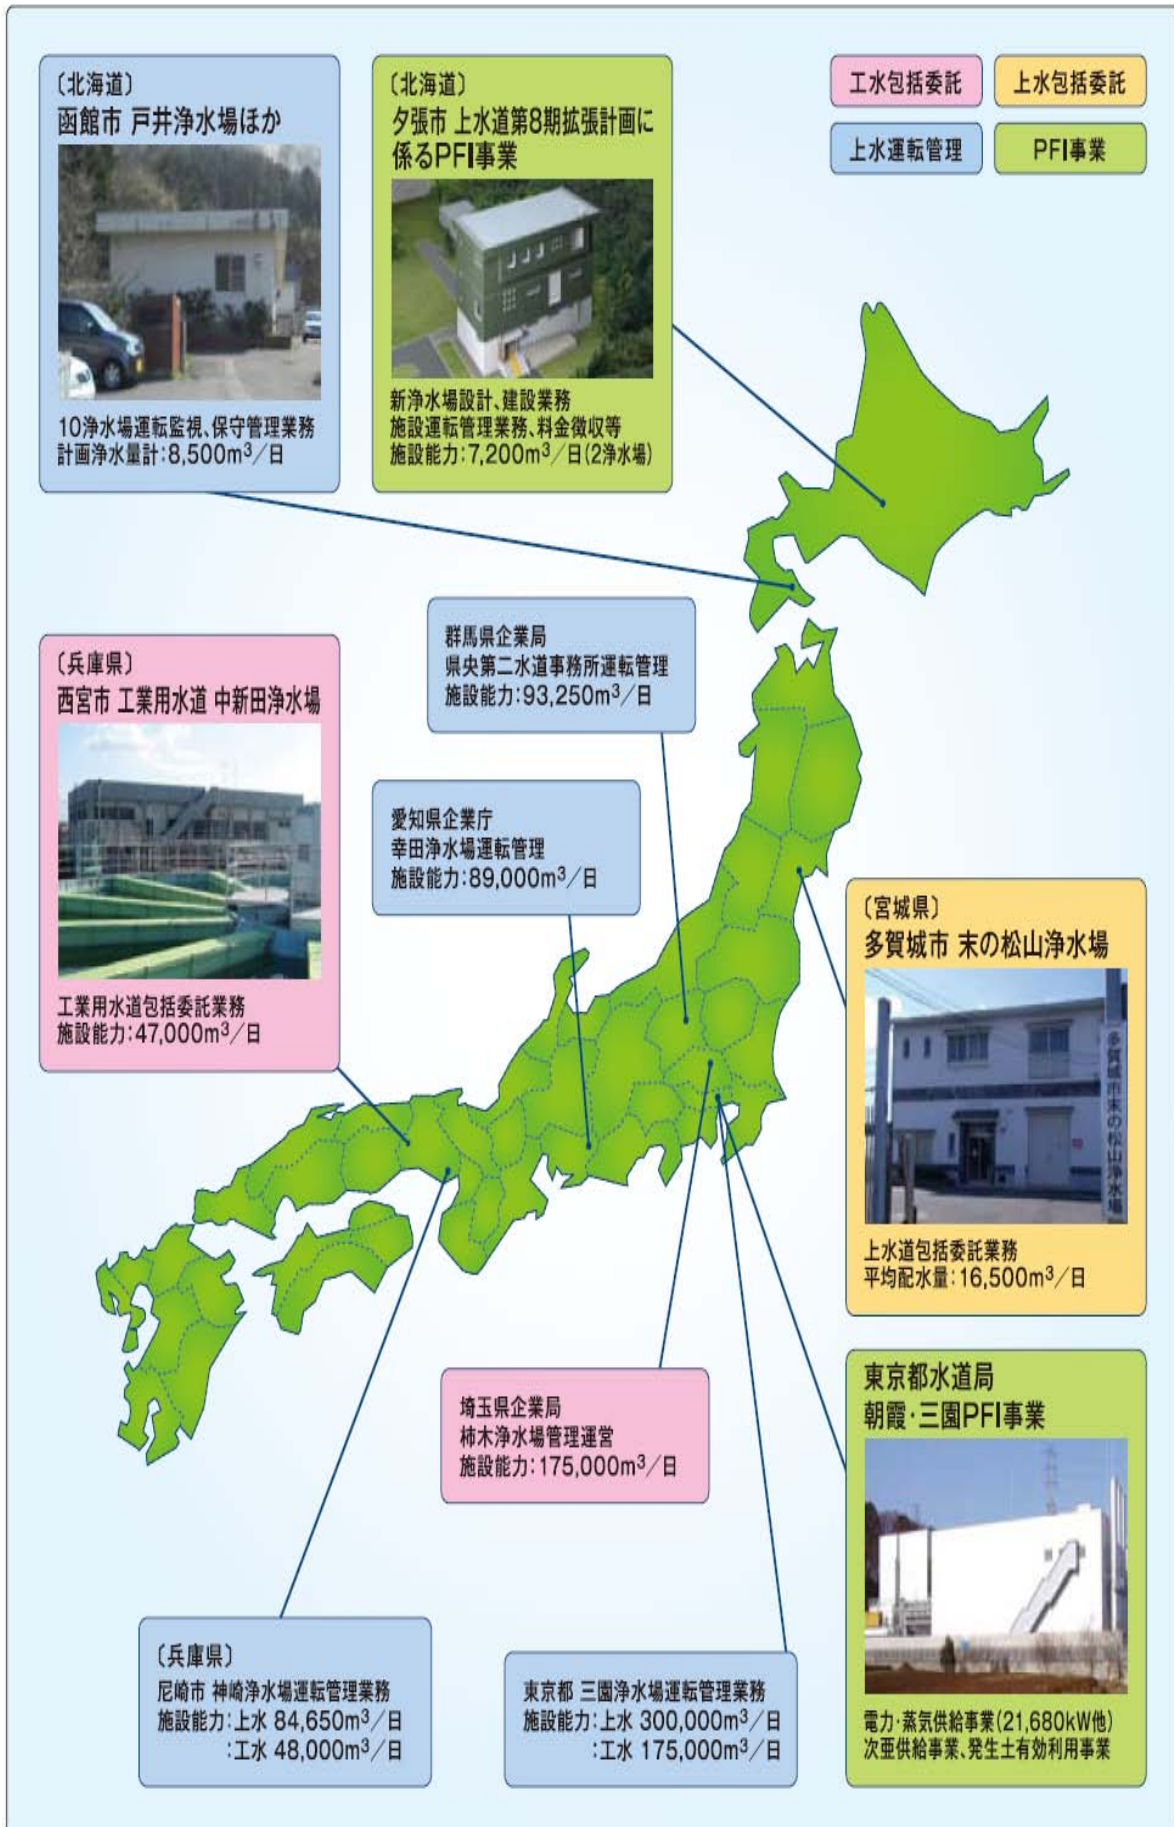 〔北海道〕
函館市 戸井浄水場ほか
10浄水場運転監視、保守管理業務
計画浄水量計：8,500m³／日
〔北海道〕
夕張市 上水道第8期拡張計画に
係るPFI事業
新浄水場設計、建設業務
施設運転管理業務、料金徴収等
施設能力：7,200m³／日(2浄水場)
工水包括委託
上水包括委託
上水運転管理
PFI事業
群馬県企業局
県央第二水道事務所運転管理
施設能力：93,250m³／日
〔兵庫県〕
西宮市 工業用水道 中新田浄水場
工業用水道包括委託業務
施設能力：47,000m³／日
愛知県企業庁
幸田浄水場運転管理
施設能力：89,000m³／日
〔宮城県〕
多賀城市 末の松山浄水場
多賀城市末の松山浄水場
上水道包括委託業務
平均配水量：16,500m³／日
埼玉県企業局
柿木浄水場管理運営
施設能力：175,000m³／日
東京都水道局
朝霞・三園PFI事業
電力・蒸気供給事業(21,680kW他)
次亜供給事業、発生土有効利用事業
〔兵庫県〕
尼崎市 神崎浄水場運転管理業務
施設能力：上水 84,650m³／日
：工水 48,000m³／日
東京都 三園浄水場運転管理業務
施設能力：上水 300,000m³／日
：工水 175,000m³／日